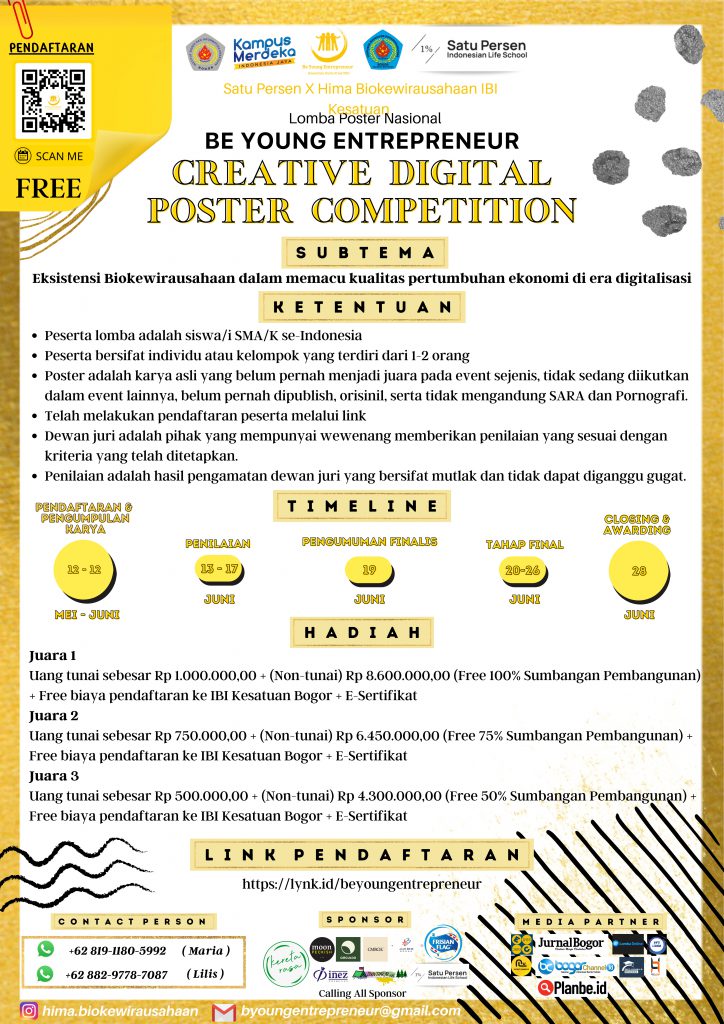 PENDAFTARAN
SCAN ME
FREE
Kampus
Merdeka
INDONESIA JAYA
Be Young Entrepreneur
1%
Satu Persen
Indonesian Life School
Satu Persen X Hima Biokewirausahaan IBI
Kesatuan
Lomba Poster Nasional
BE YOUNG ENTREPRENEUR
CREATIVE DIGITAL
POSTER COMPETITION
SUBTEMA
Eksistensi Biokewirausahaan dalam memacu kualitas pertumbuhan ekonomi di era digitalisasi
KETENTUAN
• Peserta lomba adalah siswa/i SMA/K se-Indonesia
• Peserta bersifat individu atau kelompok yang terdiri dari 1-2 orang
• Poster adalah karya asli yang belum pernah menjadi juara pada event sejenis, tidak sedang diikutkan
dalam event lainnya, belum pernah dipublish, orisinil, serta tidak mengandung SARA dan Pornografi.
• Telah melakukan pendaftaran peserta melalui link
• Dewan juri adalah pihak yang mempunyai wewenang memberikan penilaian yang sesuai dengan
kriteria yang telah ditetapkan.
• Penilaian adalah hasil pengamatan dewan juri yang bersifat mutlak dan tidak dapat diganggu gugat.
TIMELINE
PENDAFTARAN &
PENGUMPULAN
KARYA
12 - 12
MEI - JUNI
PENILAIAN
13 - 17
JUNI
PENGUMUMAN FINALIS
19
JUNI
TAHAP FINAL
20-26
JUNI
CLOSING &
AWARDING
28
JUNI
HADIAH
Juara 1
Uang tunai sebesar Rp 1.000.000,00 + (Non-tunai) Rp 8.600.000,00 (Free 100% Sumbangan Pembangunan)
+ Free biaya pendaftaran ke IBI Kesatuan Bogor + E-Sertifikat
Juara 2
Uang tunai sebesar Rp 750.000,00 + (Non-tunai) Rp 6.450.000,00 (Free 75% Sumbangan Pembangunan) +
Free biaya pendaftaran ke IBI Kesatuan Bogor + E-Sertifikat
Juara 3
Uang tunai sebesar Rp 500.000,00 + (Non-tunai) Rp 4.300.000,00 (Free 50% Sumbangan Pembangunan) +
Free biaya pendaftaran ke IBI Kesatuan Bogor + E-Sertifikat
LINK PENDAFTARAN
https://lynk.id/beyoungentrepreneur
CONTACT PERSON
+62 819-1180-5992 ( Maria )
+62 882-9778-7087 ( Lilis )
SPONSOR
kereta
rasa
moon
FRISIAN
FLAG
inez
1%
Satu Persen
Indonesian Life School
Calling All Sponsor
MEDIA PARTNER
JurnalBogor
bogor Channel
Planbe.id
hima.biokewirausahaan
byoungentrepreneur@gmail.com